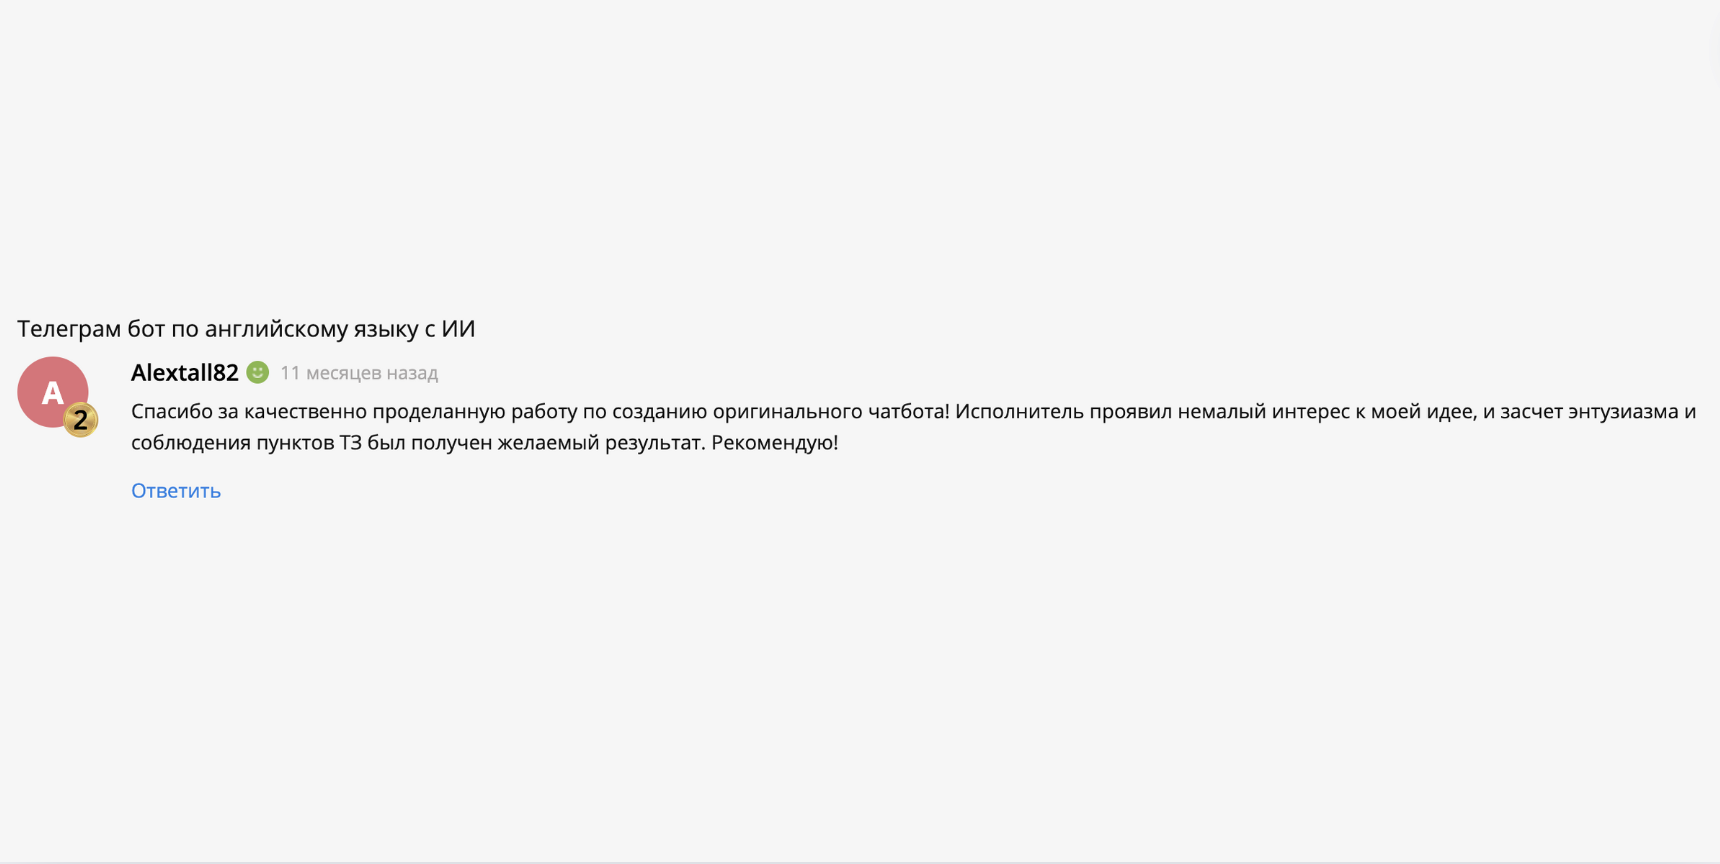 Телеграм бот по английскому языку с ИИ
A
2
Alextall82 11 месяцев назад
Спасибо за качественно проделанную работу по созданию оригинального чатбота! Исполнитель проявил немалый интерес к моей идее, и засчет энтузиазма и
соблюдения пунктов ТЗ был получен желаемый результат. Рекомендую!
Ответить